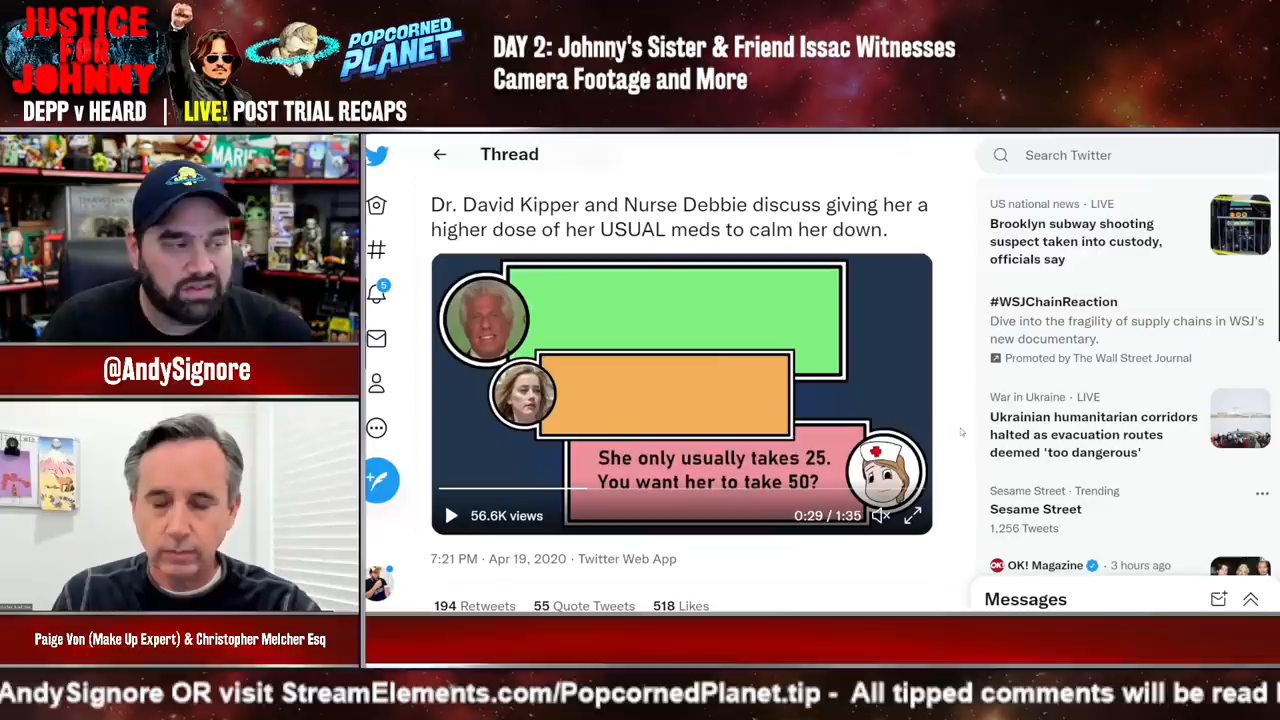 JUSTICE
FOR
JOHNNY
DEPP v HEARD | LIVE! POST TRIAL RECAPS
POPCORNED
PLANET
DAY 2: Johnny's Sister & Friend Issac Witnesses
Camera Footage and More
MARIE
@AndySignore
Paige Von (Make Up Expert) & Christopher Melcher Esq
Thread
5
Dr. David Kipper and Nurse Debbie discuss giving her a
higher dose of her USUAL meds to calm her down.
She only usually takes 25.
You want her to take 50?
56.6K views
0:29 / 1:35
7:21 PM · Apr 19, 2020 · Twitter Web App
194 Retweets 55 Quote Tweets 518 Likes
Search Twitter
US national news · LIVE
Brooklyn subway shooting
suspect taken into custody,
officials say
#WSJChainReaction
Dive into the fragility of supply chains in WSJ's
new documentary.
Promoted by The Wall Street Journal
War in Ukraine · LIVE
Ukrainian humanitarian corridors
halted as evacuation routes
deemed 'too dangerous'
Sesame Street · Trending
Sesame Street
1,256 Tweets
OK! OK! Magazine · 3 hours ago
Messages
AndySignore OR visit StreamElements.com/PopcornedPlanet.tip - All tipped comments will be read